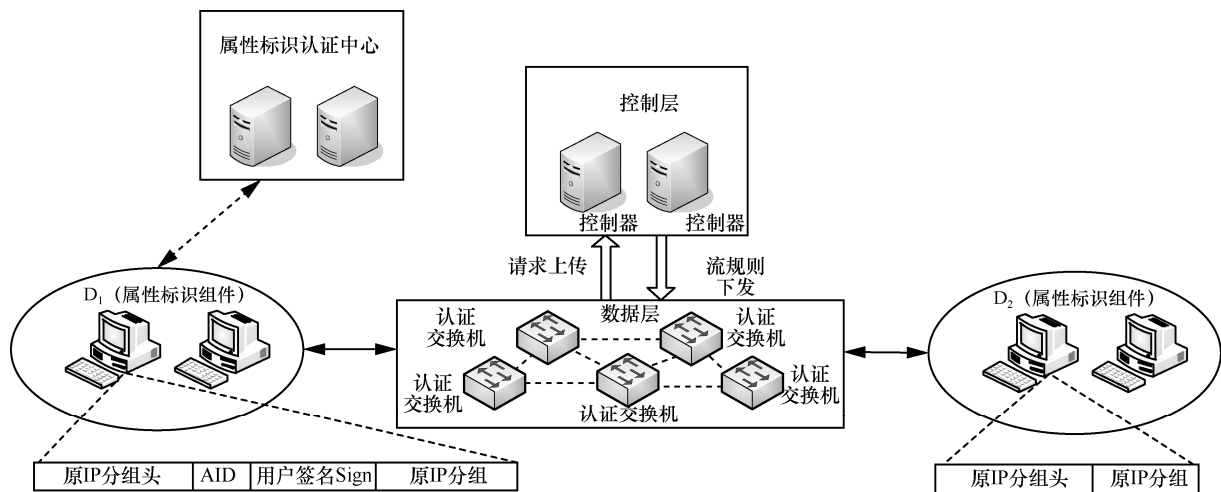 属性标识认证中心
控制层
控制器
控制器
请求上传
流规则
下发
D1（属性标识组件）
数据层
认证
交换机
认证
交换机
认证
交换机
认证交换机
认证
交换机
D2（属性标识组件）
原IP分组头 AID 用户签名Sign 原IP分组
原IP分组头 原IP分组